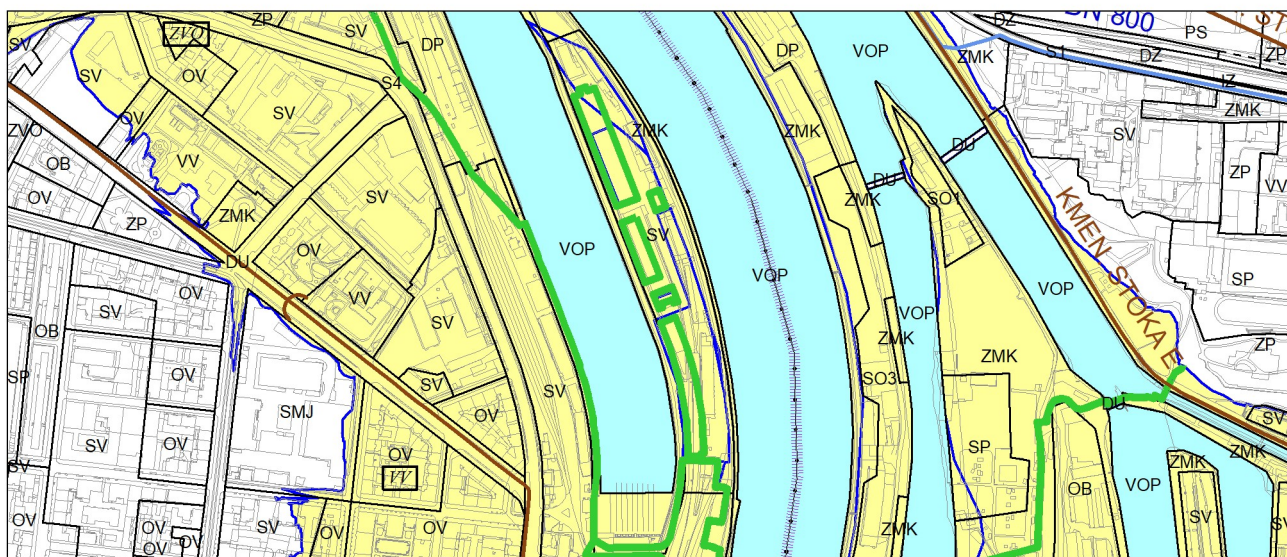 ZP
ZVO
SV
SV
DP
DZ
DN 800
PS
ST
SV
OV
S4
VOP
DP
VOP
ZMK
S1
DZ
IZ
ZP
SV
ZMK
ZMK
ZMK
OV
SV
ZVO
OB
VV
ZP
VV
OV
ZMK
SV
DU
DU
ZMK
SO1
ZP
OV
SV
DU
VOP
VOP
VOP
KMEN. STOKA E
SP
OV
VV
OB
SV
SV
VOP
ZMK
ZMK
ZP
SP
OV
SV
SV
SO3
SMJ
OV
DU
SV
SV
OV
OV
SP
OB
ZMK
ZMK
SV
VV
VOP
SV
OV
OV
SV
OV
OV
ZMK
SV
OV